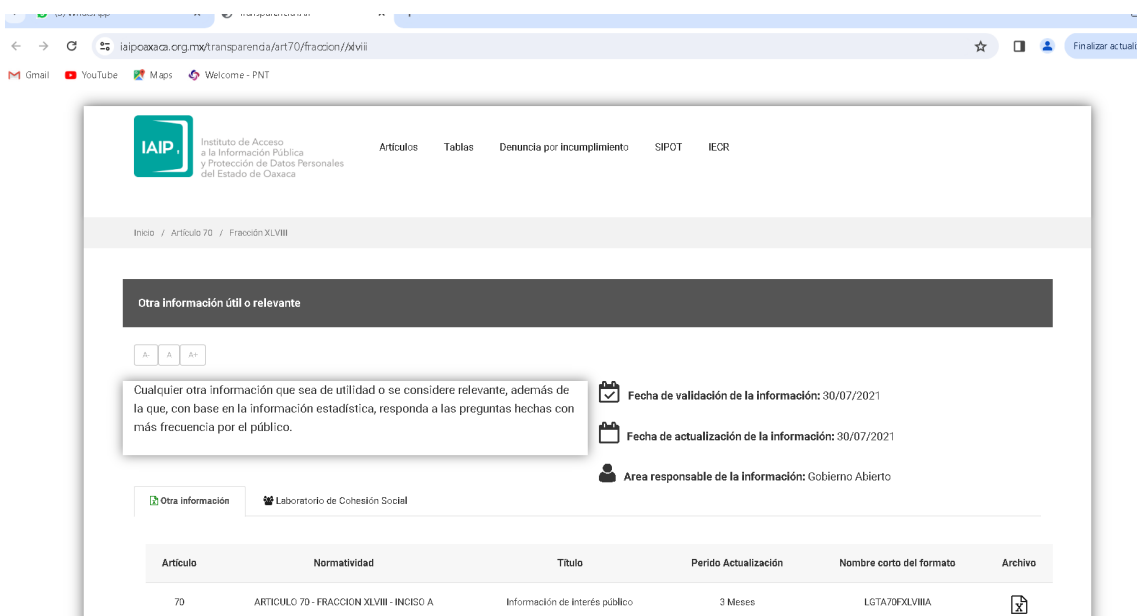 iaipoaxaca.org.mx/transparencia/art70/fraccion//xlviii
Finalizar actuali
Gmail YouTube Maps Welcome - PNT
IAIP
Instituto de Acceso
a la Información Pública
y Protección de Datos Personales
del Estado de Oaxaca
Artículos Tablas Denuncia por incumplimiento SIPOT IECR
Inicio / Artículo 70 / Fracción XLVIII
Otra información útil o relevante
A- A A+
Cualquier otra información que sea de utilidad o se considere relevante, además de
la que, con base en la información estadística, responda a las preguntas hechas con
más frecuencia por el público.
Fecha de validación de la información: 30/07/2021
Fecha de actualización de la información: 30/07/2021
Area responsable de la información: Gobierno Abierto
Otra información Laboratorio de Cohesión Social
Artículo Normatividad Título Perido Actualización Nombre corto del formato Archivo
70 ARTICULO 70 - FRACCION XLVIII - INCISO A Información de interés público 3 Meses LGTA70FXLVIIIA